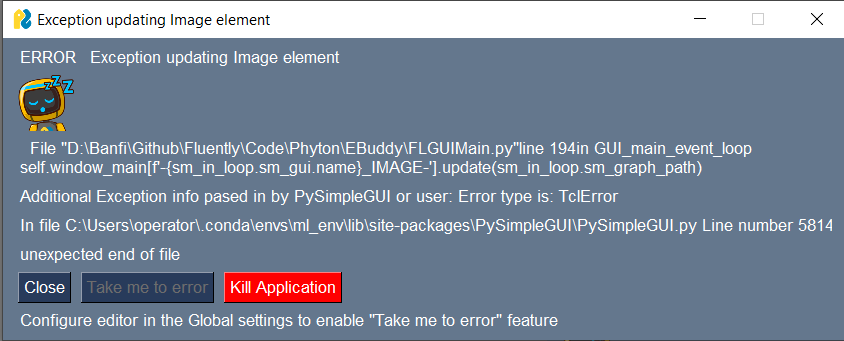 Exception updating Image element
ERROR Exception updating Image element
File "D:\Banfi\Github\Fluently\Code\Phyton\EBuddy\FLGUIMain.py"line 194in GUI_main_event_loop
self.window_main[f'-{sm_in_loop.sm_gui.name}_IMAGE-'].update(sm_in_loop.sm_graph_path)
Additional Exception info pased in by PySimpleGUI or user: Error type is: TclError
In file C:\Users\operator\.conda\envs\ml_env\lib\site-packages\PySimpleGUI\PySimpleGUI.py Line number 5814
unexpected end of file
Close Take me to error Kill Application
Configure editor in the Global settings to enable "Take me to error" feature